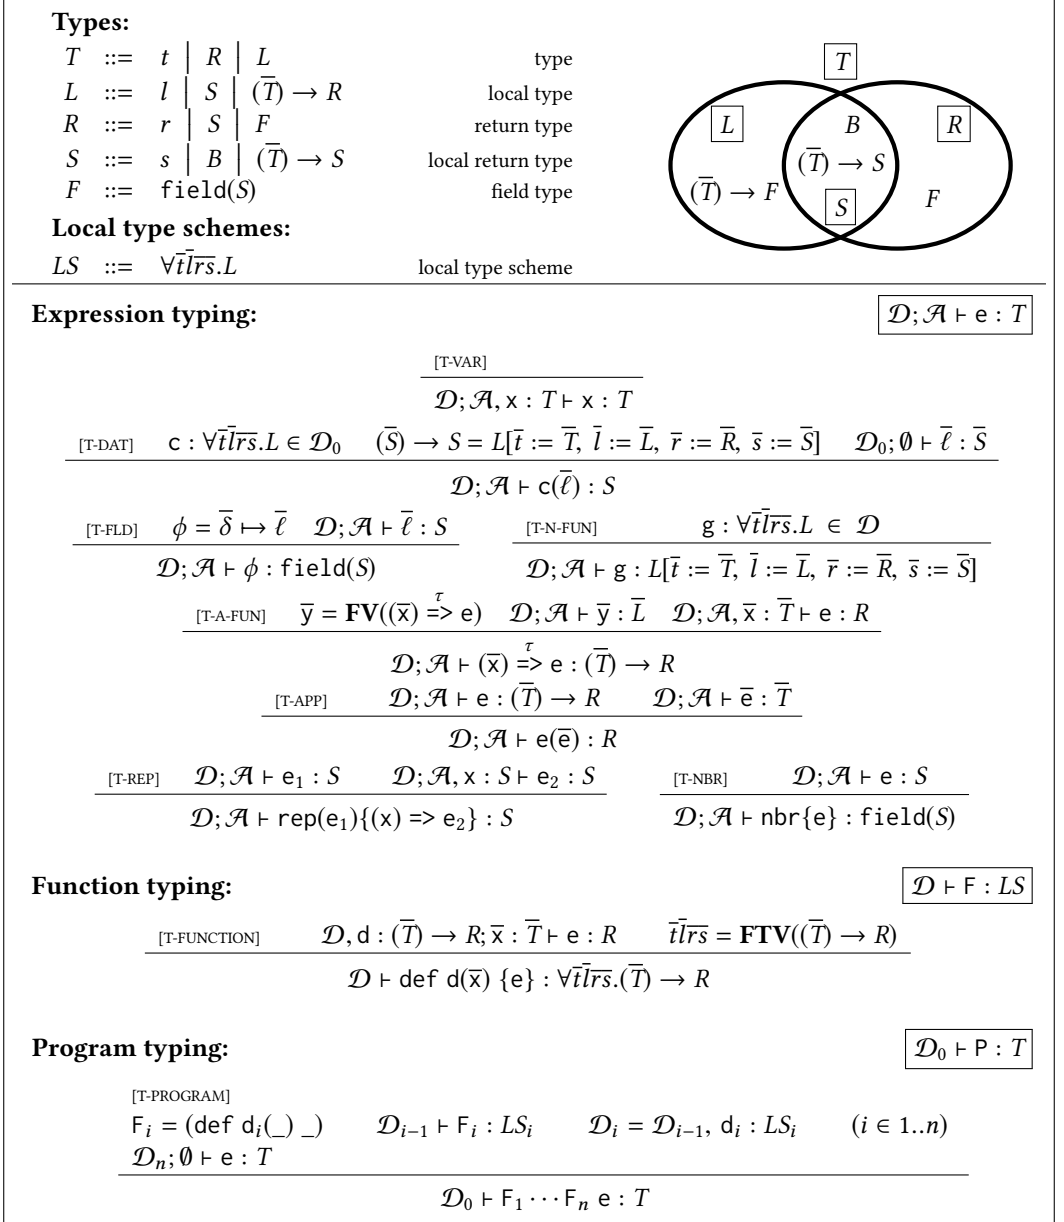 Types:
T ::= t | R | L type
L ::= l | S | (T̅) → R local type
R ::= r | S | F return type
S ::= s | B | (T̅) → S local return type
F ::= field(S) field type
Local type schemes:
LS ::= ∀t̅l̅r̅s̅.L local type scheme
T
L B R
(T̅) → S
(T̅) → F F
S
Expression typing: 𝒟; 𝒜 ⊢ e : T
[T-VAR]
𝒟; 𝒜, x : T ⊢ x : T
[T-DAT] c : ∀t̅l̅r̅s̅.L ∈ 𝒟₀ (S̅) → S = L[t̅ := T̅, l̅ := L̅, r̅ := R̅, s̅ := S̅] 𝒟₀; ∅ ⊢ ℓ̅ : S̅
𝒟; 𝒜 ⊢ c(ℓ̅) : S
[T-FLD] ϕ = δ̅ ↦ ℓ̅ 𝒟; 𝒜 ⊢ ℓ̅ : S [T-N-FUN] g : ∀t̅l̅r̅s̅.L ∈ 𝒟
𝒟; 𝒜 ⊢ ϕ : field(S) 𝒟; 𝒜 ⊢ g : L[t̅ := T̅, l̅ := L̅, r̅ := R̅, s̅ := S̅]
[T-A-FUN] y̅ = FV((x̅) =>^τ e) 𝒟; 𝒜 ⊢ y̅ : L̅ 𝒟; 𝒜, x̅ : T̅ ⊢ e : R
𝒟; 𝒜 ⊢ (x̅) =>^τ e : (T̅) → R
[T-APP] 𝒟; 𝒜 ⊢ e : (T̅) → R 𝒟; 𝒜 ⊢ e̅ : T̅
𝒟; 𝒜 ⊢ e(e̅) : R
[T-REP] 𝒟; 𝒜 ⊢ e₁ : S 𝒟; 𝒜, x : S ⊢ e₂ : S [T-NBR] 𝒟; 𝒜 ⊢ e : S
𝒟; 𝒜 ⊢ rep(e₁){(x) => e₂} : S 𝒟; 𝒜 ⊢ nbr{e} : field(S)
Function typing: 𝒟 ⊢ F : LS
[T-FUNCTION] 𝒟, d : (T̅) → R; x̅ : T̅ ⊢ e : R t̅l̅r̅s̅ = FTV((T̅) → R)
𝒟 ⊢ def d(x̅) {e} : ∀t̅l̅r̅s̅.(T̅) → R
Program typing: 𝒟₀ ⊢ P : T
[T-PROGRAM]
Fᵢ = (def dᵢ(_) _) 𝒟ᵢ₋₁ ⊢ Fᵢ : LSᵢ 𝒟ᵢ = 𝒟ᵢ₋₁, dᵢ : LSᵢ (i ∈ 1..n)
𝒟ₙ; ∅ ⊢ e : T
𝒟₀ ⊢ F₁ ⋯ Fₙ e : T